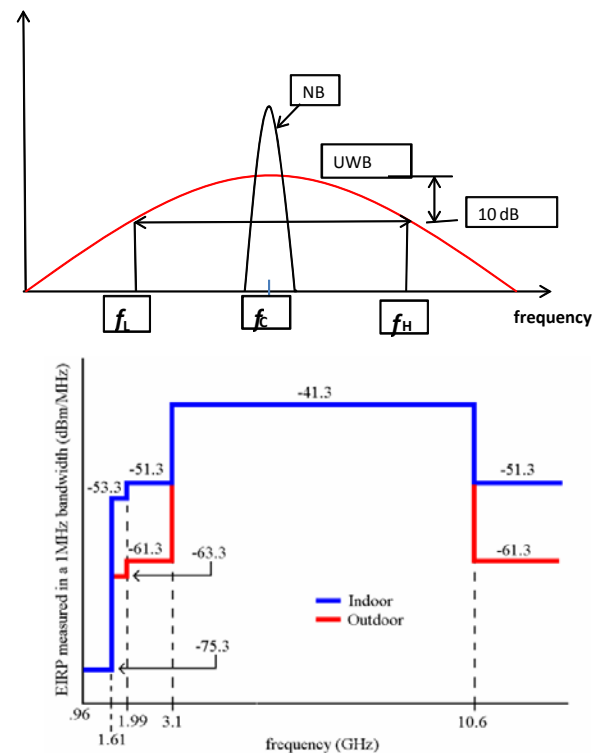 NB
UWB
10 dB
fL
fC
fH
frequency
EIRP measured in a 1MHz bandwidth (dBm/MHz)
-41.3
-51.3
-51.3
-53.3
-61.3
-63.3
-61.3
Indoor
Outdoor
-75.3
.96
1.99
3.1
10.6
1.61
frequency (GHz)